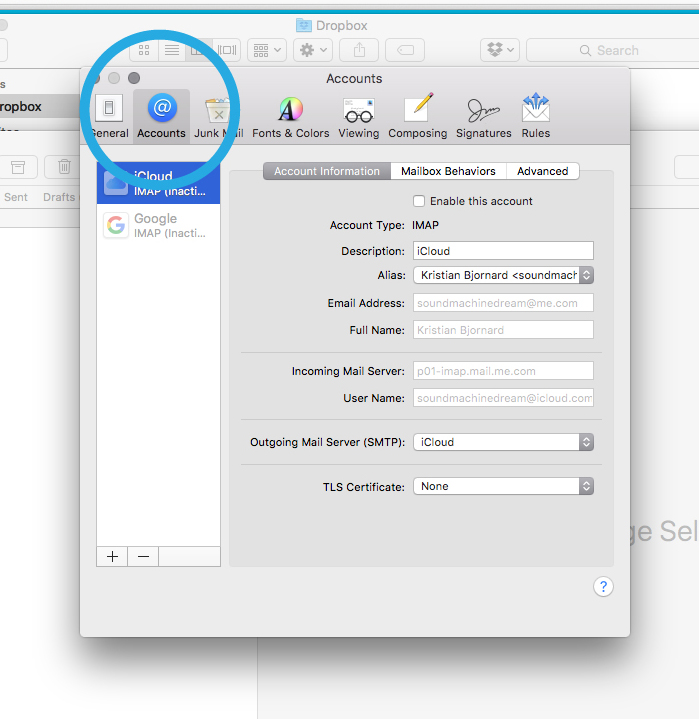 Dropbox
Search
Accounts
General Accounts Junk Mail Fonts & Colors Viewing Composing Signatures Rules
ropbox
Sent Drafts
iCloud
IMAP (Inacti...
Google
IMAP (Inacti...
Account Information Mailbox Behaviors Advanced
Enable this account
Account Type: IMAP
Description: iCloud
Alias: Kristian Bjornard <soundmach
Email Address: soundmachinedream@me.com
Full Name: Kristian Bjornard
Incoming Mail Server: p01-imap.mail.me.com
User Name: soundmachinedream@icloud.com
Outgoing Mail Server (SMTP): iCloud
TLS Certificate: None
ge Sel
?